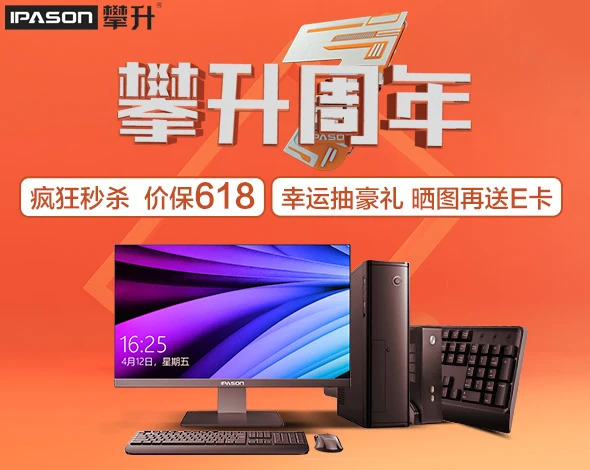 IPASON 攀升
攀升周年
IPASON
疯狂秒杀 价保618
幸运抽豪礼 晒图再送E卡
16:25
4月12日，星期五
IPASON